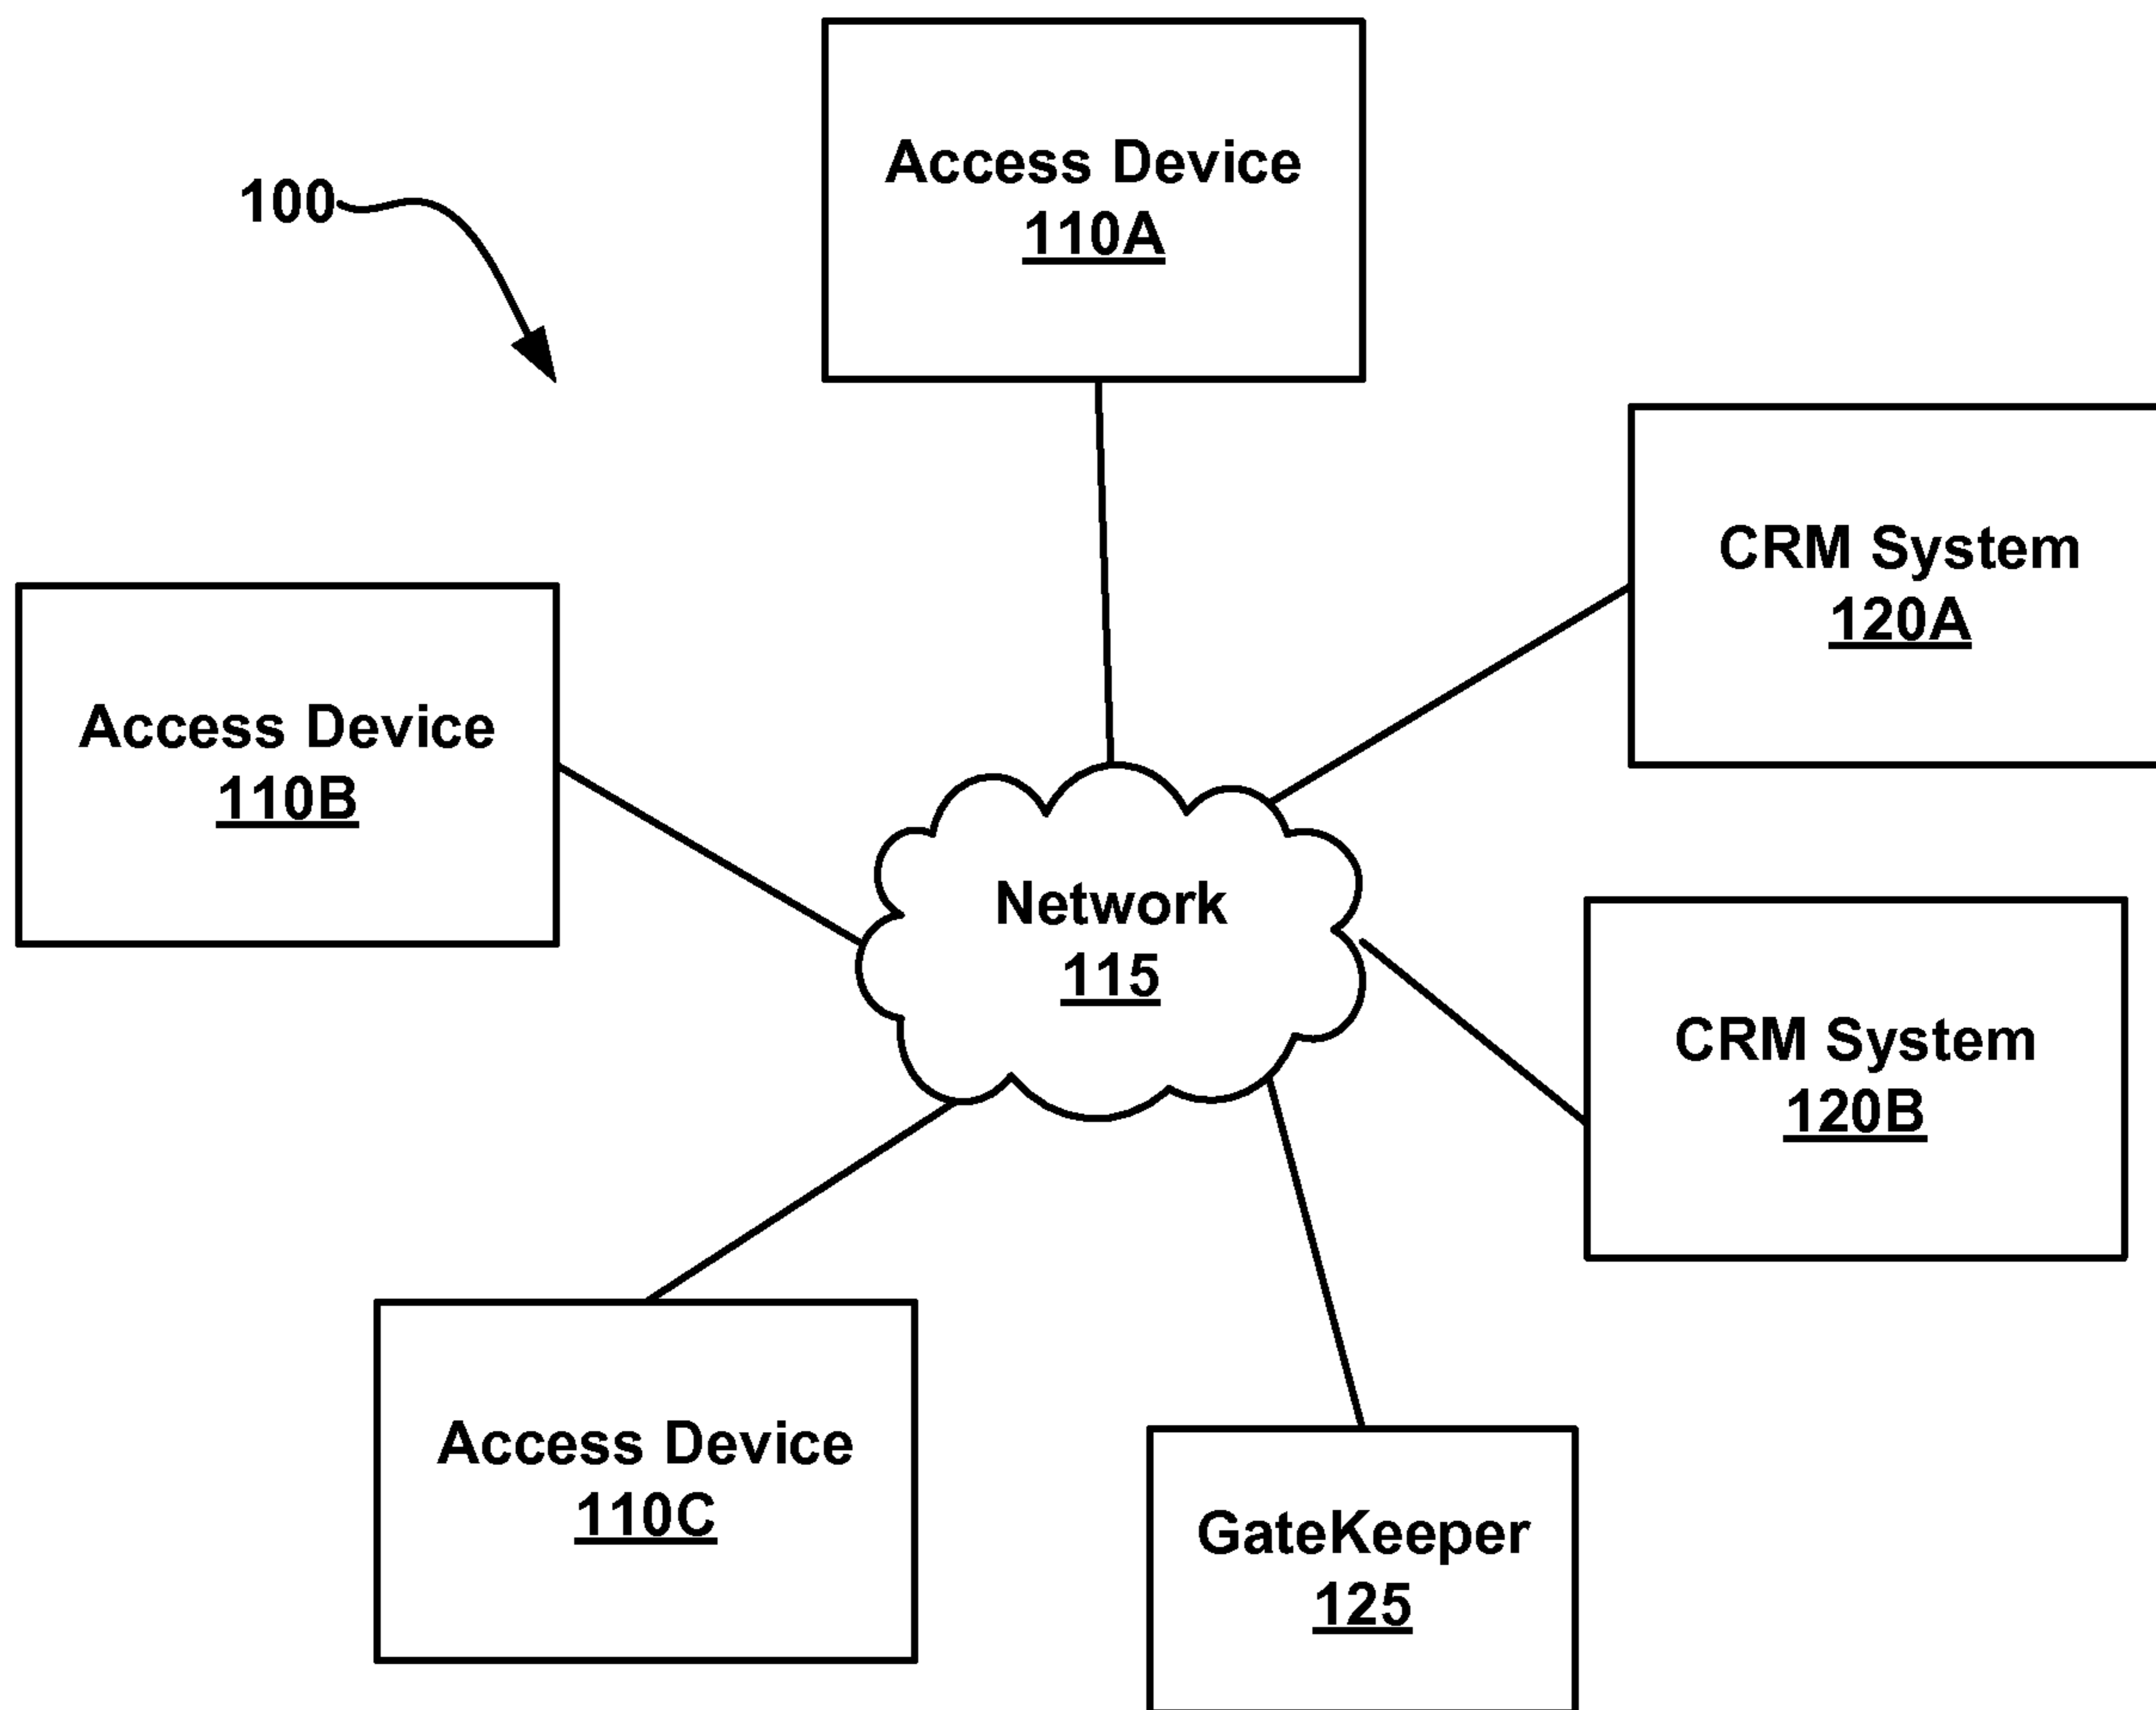 Access Device
110A
100
CRM System
120A
Access Device
110B
Network
115
CRM System
120B
Access Device
110C
GateKeeper
125